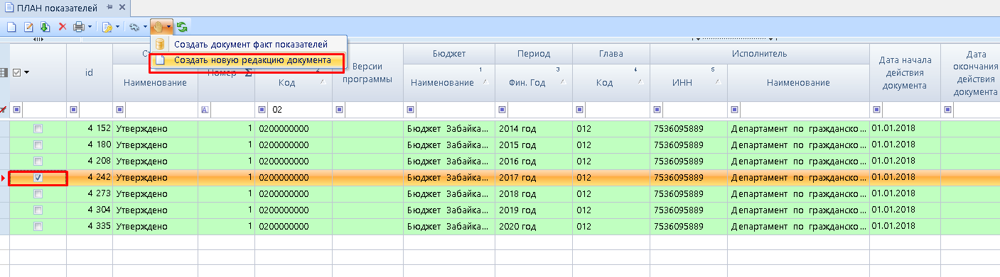 ПЛАН показателей
Создать документ факт показателей
Создать новую редакцию документа
id
Наименование
Номер Σ
Код
Версии программы
Бюджет
Наименование 1
Период
Фин. Год 3
Глава
Код 4
Исполнитель
ИНН 5
Наименование
Дата начала действия документа
Дата окончания действия документа
02
4 152 Утверждено 1 0200000000 Бюджет Забайка... 2014 год 012 7536095889 Департамент по гражданско... 01.01.2018
4 180 Утверждено 1 0200000000 Бюджет Забайка... 2015 год 012 7536095889 Департамент по гражданско... 01.01.2018
4 208 Утверждено 1 0200000000 Бюджет Забайка... 2016 год 012 7536095889 Департамент по гражданско... 01.01.2018
4 242 Утверждено 1 0200000000 Бюджет Забайка... 2017 год 012 7536095889 Департамент по гражданско... 01.01.2018
4 273 Утверждено 1 0200000000 Бюджет Забайка... 2018 год 012 7536095889 Департамент по гражданско... 01.01.2018
4 304 Утверждено 1 0200000000 Бюджет Забайка... 2019 год 012 7536095889 Департамент по гражданско... 01.01.2018
4 335 Утверждено 1 0200000000 Бюджет Забайка... 2020 год 012 7536095889 Департамент по гражданско... 01.01.2018